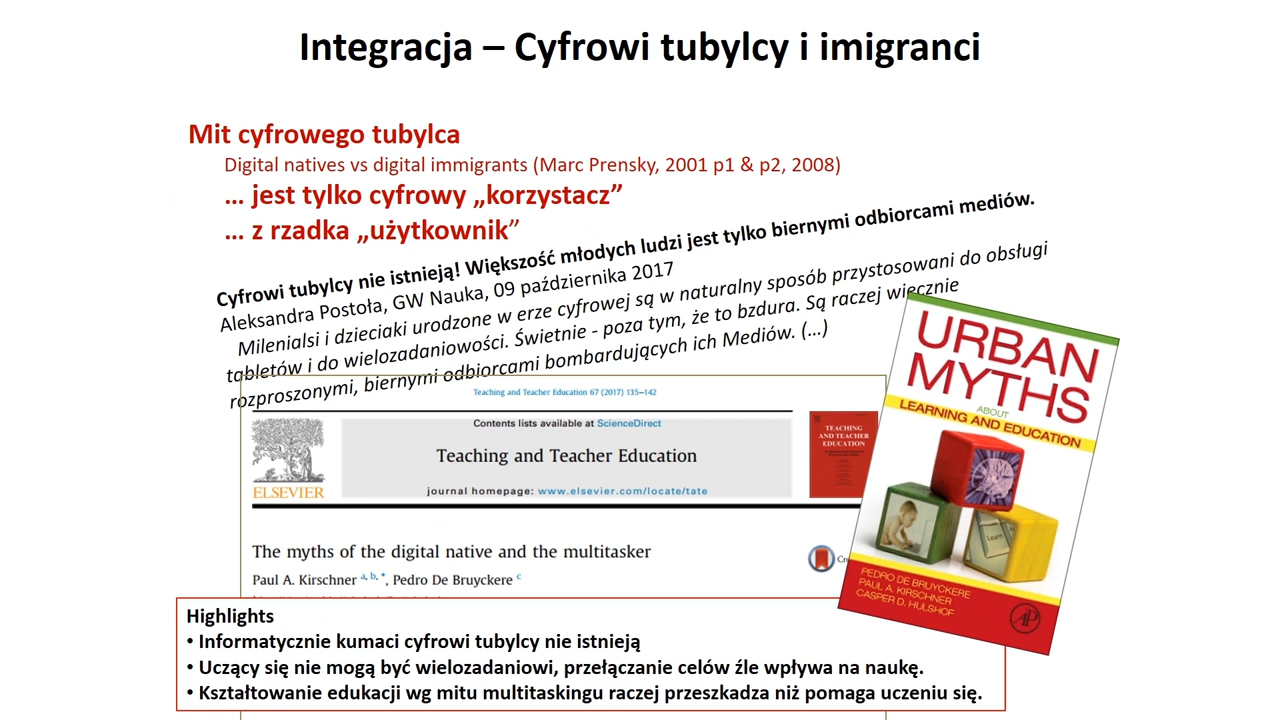 Integracja – Cyfrowi tubylcy i imigranci
Mit cyfrowego tubylca
Digital natives vs digital immigrants (Marc Prensky, 2001 p1 & p2, 2008)
... jest tylko cyfrowy „korzystacz”
... z rzadka „użytkownik”
Cyfrowi tubylcy nie istnieją! Większość młodych ludzi jest tylko biernymi odbiorcami mediów.
Aleksandra Postoła, GW Nauka, 09 października 2017
Milenialsi i dzieciaki urodzone w erze cyfrowej są w naturalny sposób przystosowani do obsługi
tabletów i do wielozadaniowości. Świetnie - poza tym, że to bzdura. Są raczej wiecznie
rozproszonymi, biernymi odbiorcami bombardujących ich Mediów. (...)
Teaching and Teacher Education 67 (2017) 135–142
Contents lists available at ScienceDirect
Teaching and Teacher Education
journal homepage: www.elsevier.com/locate/tate
ELSEVIER
TEACHING
AND TEACHER
EDUCATION
The myths of the digital native and the multitasker
Paul A. Kirschner a, b, *, Pedro De Bruyckere c
URBAN
MYTHS
ABOUT
LEARNING AND EDUCATION
Learn
PEDRO DE BRUYCKERE
PAUL A. KIRSCHNER
CASPER D. HULSHOF
AP
Highlights
• Informatycznie kumaci cyfrowi tubylcy nie istnieją
• Uczący się nie mogą być wielozadaniowi, przełączanie celów źle wpływa na naukę.
• Kształtowanie edukacji wg mitu multitaskingu raczej przeszkadza niż pomaga uczeniu się.